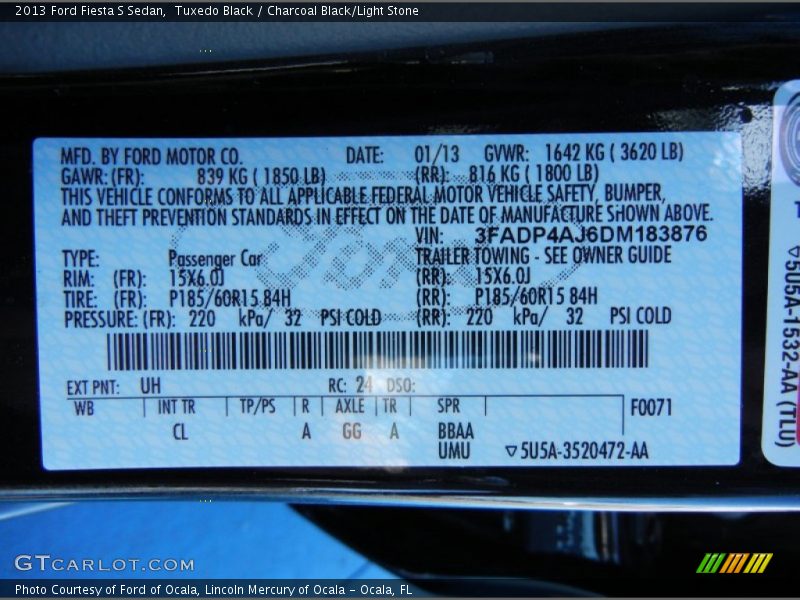 2013 Ford Fiesta S Sedan,  Tuxedo Black / Charcoal Black/Light Stone
MFD. BY FORD MOTOR CO. DATE: 01/13 GVWR: 1642 KG ( 3620 LB)
GAWR: (FR): 839 KG ( 1850 LB) (RR): 816 KG ( 1800 LB)
THIS VEHICLE CONFORMS TO ALL APPLICABLE FEDERAL MOTOR VEHICLE SAFETY, BUMPER,
AND THEFT PREVENTION STANDARDS IN EFFECT ON THE DATE OF MANUFACTURE SHOWN ABOVE.
VIN: 3FADP4AJ6DM183876
TYPE: Passenger Car TRAILER TOWING - SEE OWNER GUIDE
RIM: (FR): 15X6.0J (RR): 15X6.0J
TIRE: (FR): P185/60R15 84H (RR): P185/60R15 84H
PRESSURE: (FR): 220 kPa/ 32 PSI COLD (RR): 220 kPa/ 32 PSI COLD
EXT PNT: UH RC: 24 DSO:
WB INT TR TP/PS R AXLE TR SPR F0071
CL A GG A BBAA
UMU ▽5U5A-3520472-AA
▽5U5A-1532-AA (TLU)
GTCARLOT.COM
Photo Courtesy of Ford of Ocala, Lincoln Mercury of Ocala – Ocala, FL